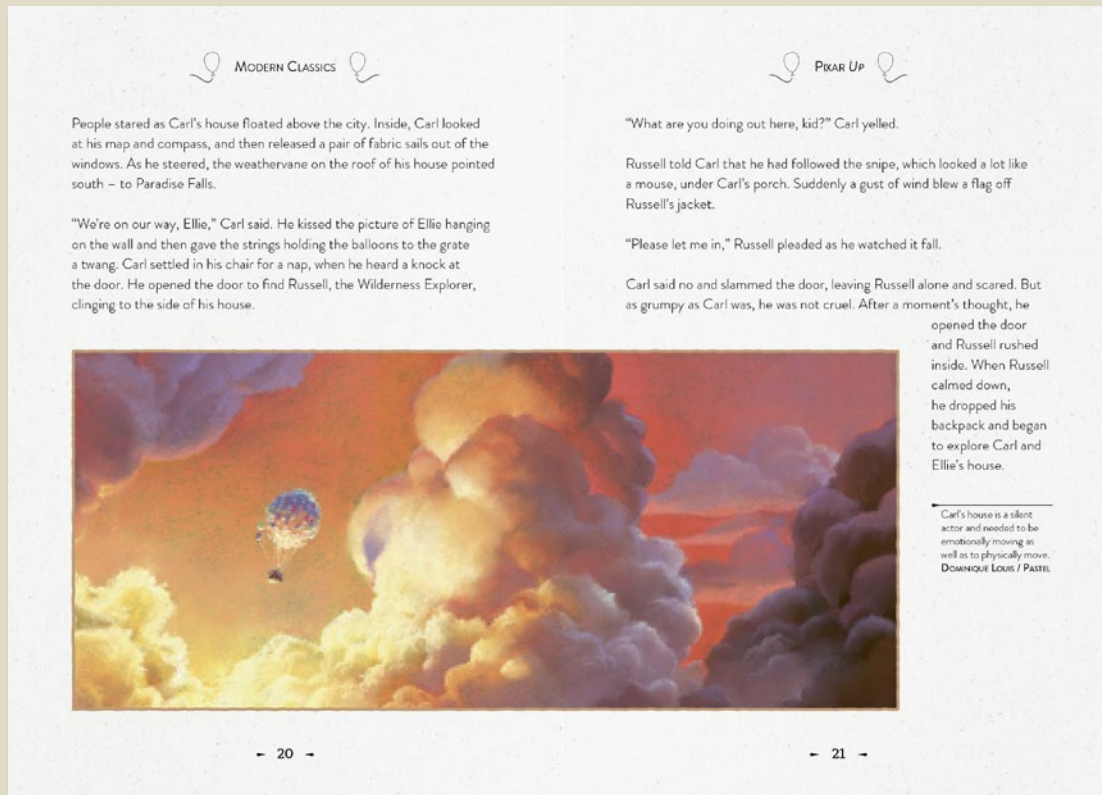 MODERN CLASSICS
People stared as Carl's house floated above the city. Inside, Carl looked
at his map and compass, and then released a pair of fabric sails out of the
windows. As he steered, the weathervane on the roof of his house pointed
south – to Paradise Falls.
“We're on our way, Ellie,” Carl said. He kissed the picture of Ellie hanging
on the wall and then gave the strings holding the balloons to the grate
a twang. Carl settled in his chair for a nap, when he heard a knock at
the door. He opened the door to find Russell, the Wilderness Explorer,
clinging to the side of his house.
20
PIXAR UP
“What are you doing out here, kid?” Carl yelled.
Russell told Carl that he had followed the snipe, which looked a lot like
a mouse, under Carl's porch. Suddenly a gust of wind blew a flag off
Russell's jacket.
“Please let me in,” Russell pleaded as he watched it fall.
Carl said no and slammed the door, leaving Russell alone and scared. But
as grumpy as Carl was, he was not cruel. After a moment's thought, he
opened the door
and Russell rushed
inside. When Russell
calmed down,
he dropped his
backpack and began
to explore Carl and
Ellie's house.
Carl's house is a silent
actor and needed to be
emotionally moving as
well as to physically move.
DOMINIQUE LOUIS / PASTEL
21